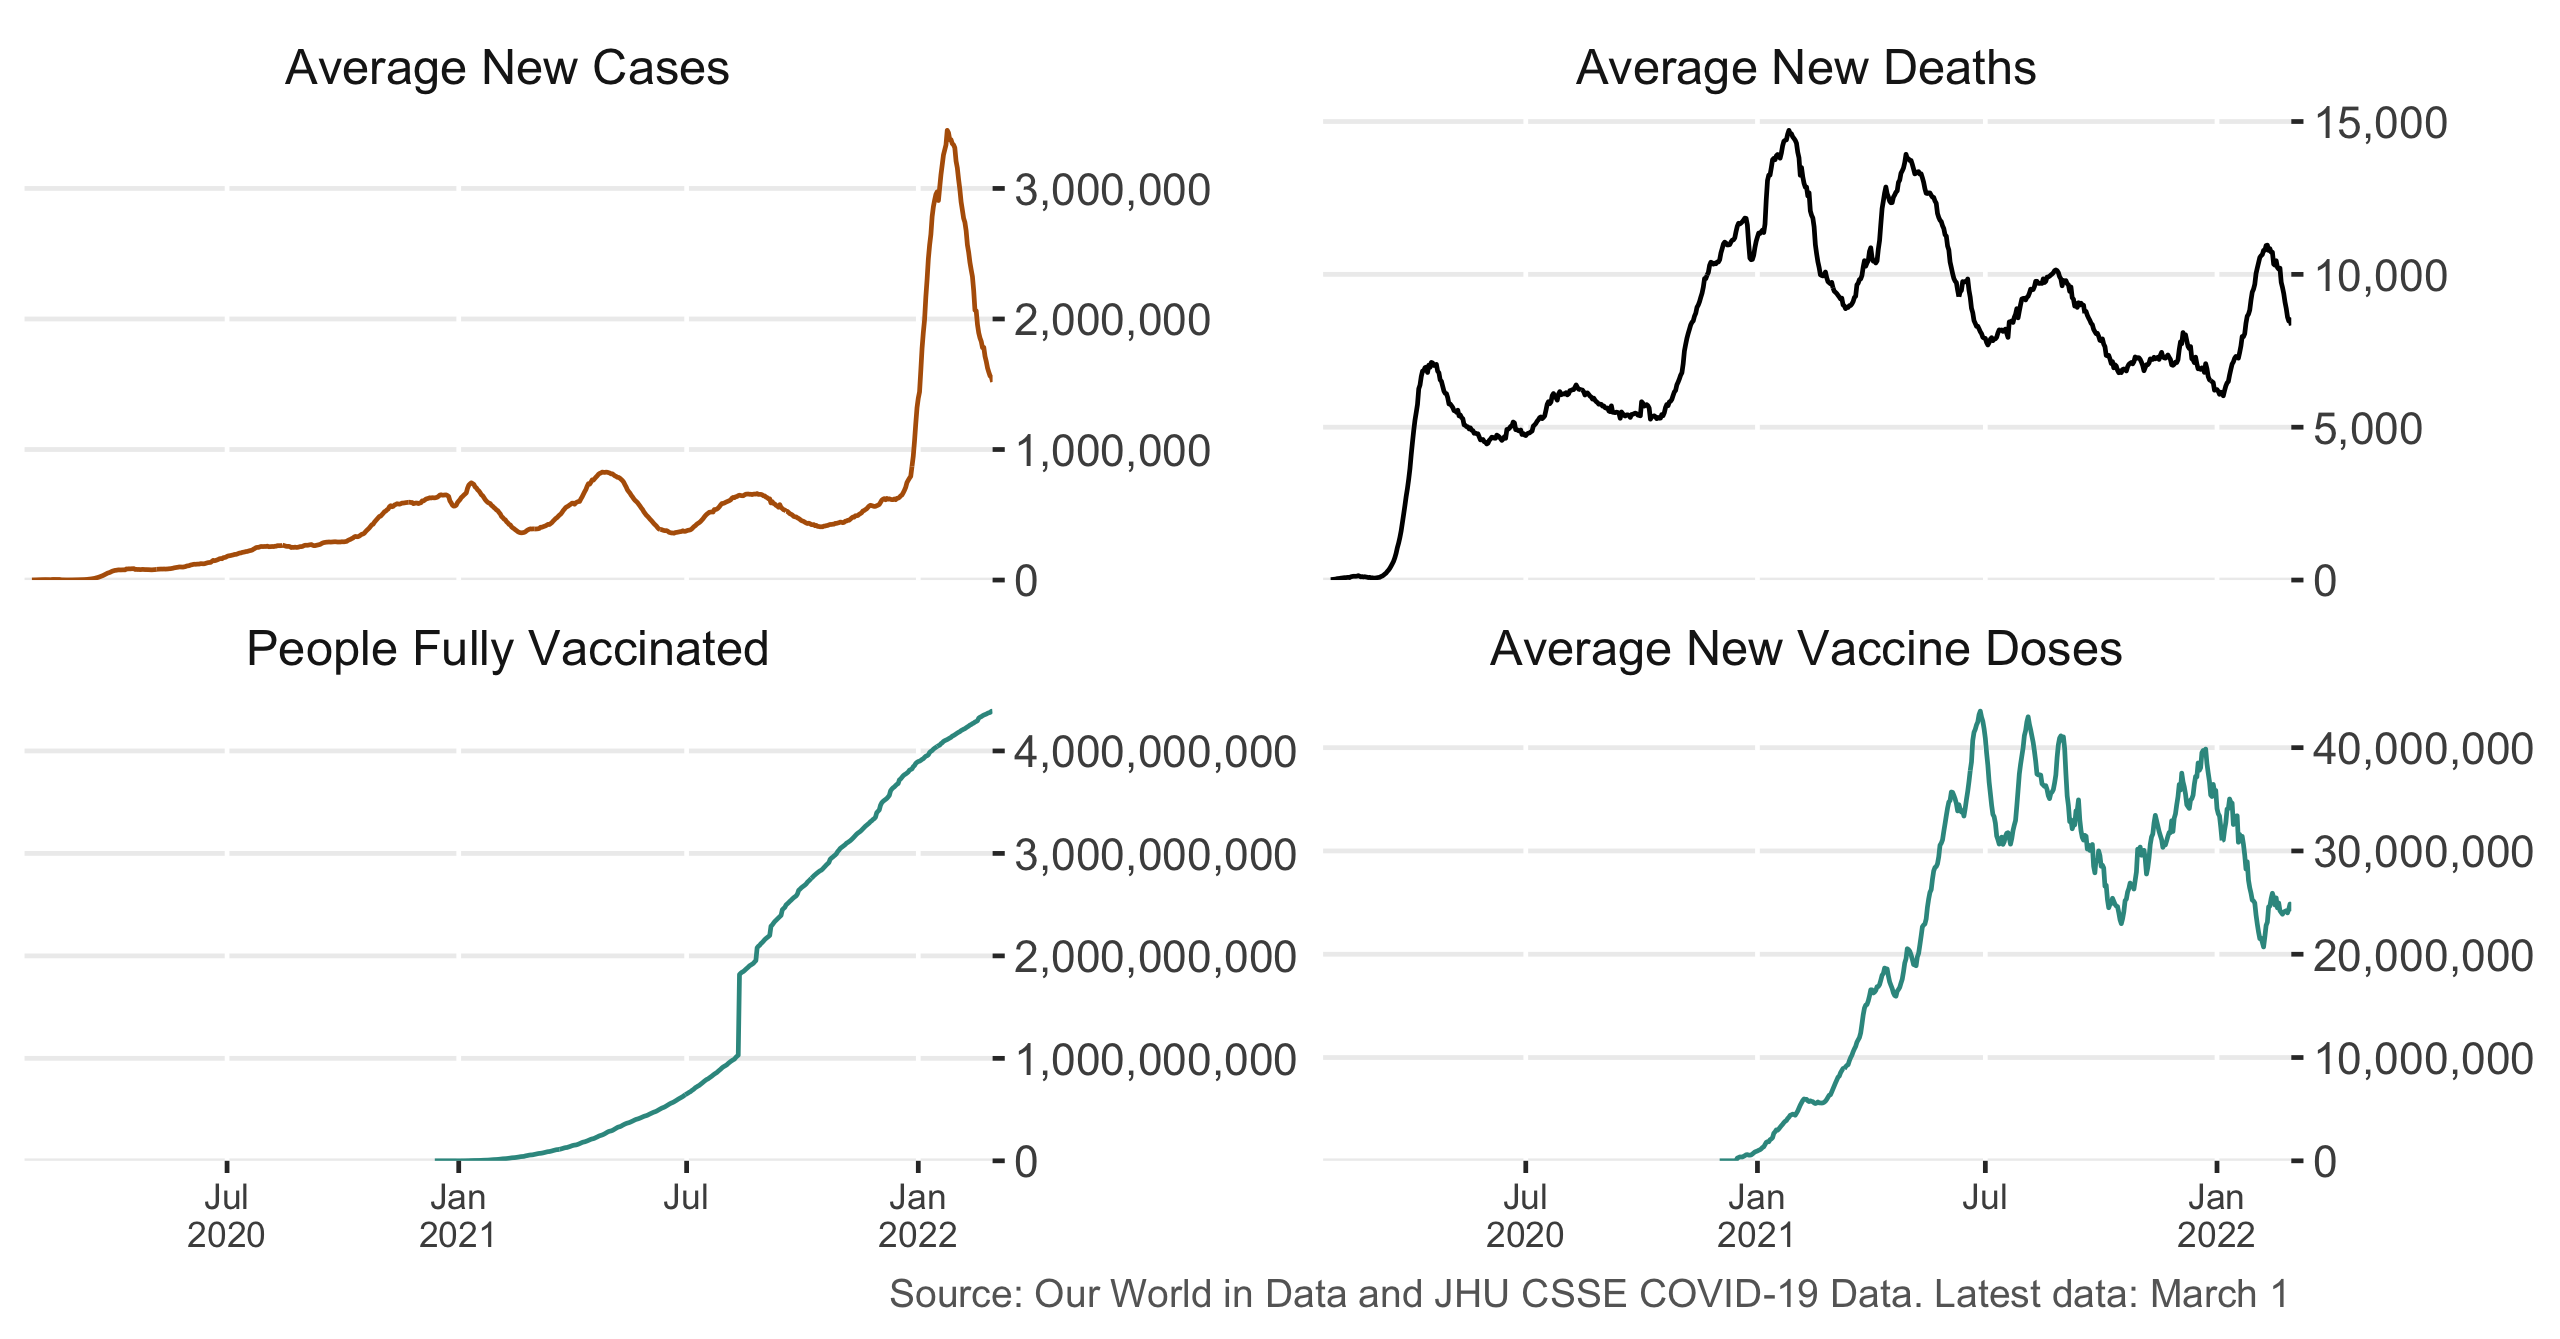 Average New Cases
3,000,000
2,000,000
1,000,000
0
Average New Deaths
15,000
10,000
5,000
0
People Fully Vaccinated
4,000,000,000
3,000,000,000
2,000,000,000
1,000,000,000
0
Jul
2020
Jan
2021
Jul
Jan
2022
Average New Vaccine Doses
40,000,000
30,000,000
20,000,000
10,000,000
0
Jul
2020
Jan
2021
Jul
Jan
2022
Source: Our World in Data and JHU CSSE COVID-19 Data. Latest data: March 1